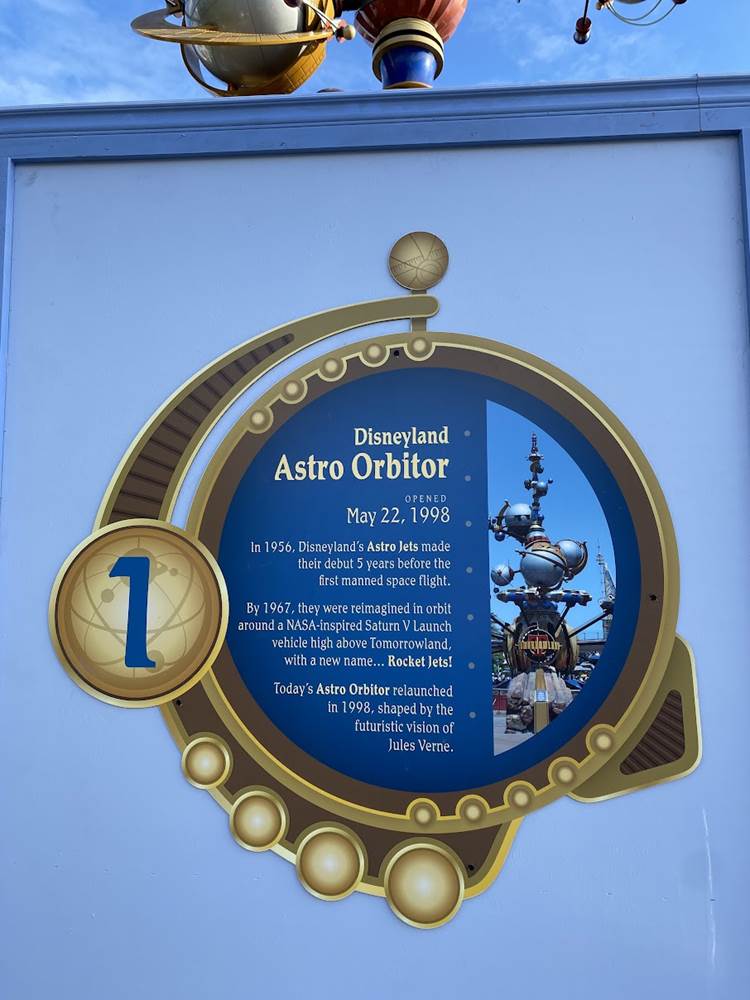 Disneyland
Astro Orbitor
OPENED
May 22, 1998
In 1956, Disneyland's Astro Jets made
their debut 5 years before the
first manned space flight.
By 1967, they were reimagined in orbit
around a NASA-inspired Saturn V Launch
vehicle high above Tomorrowland,
with a new name... Rocket Jets!
Today's Astro Orbitor relaunched
in 1998, shaped by the
futuristic vision of
Jules Verne.
1